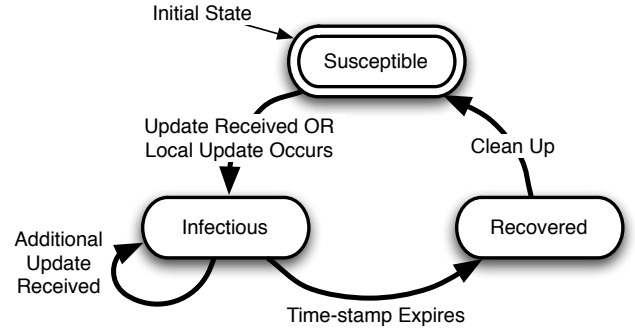 Initial State
Susceptible
Update Received OR
Local Update Occurs
Clean Up
Infectious
Recovered
Additional
Update
Received
Time-stamp Expires